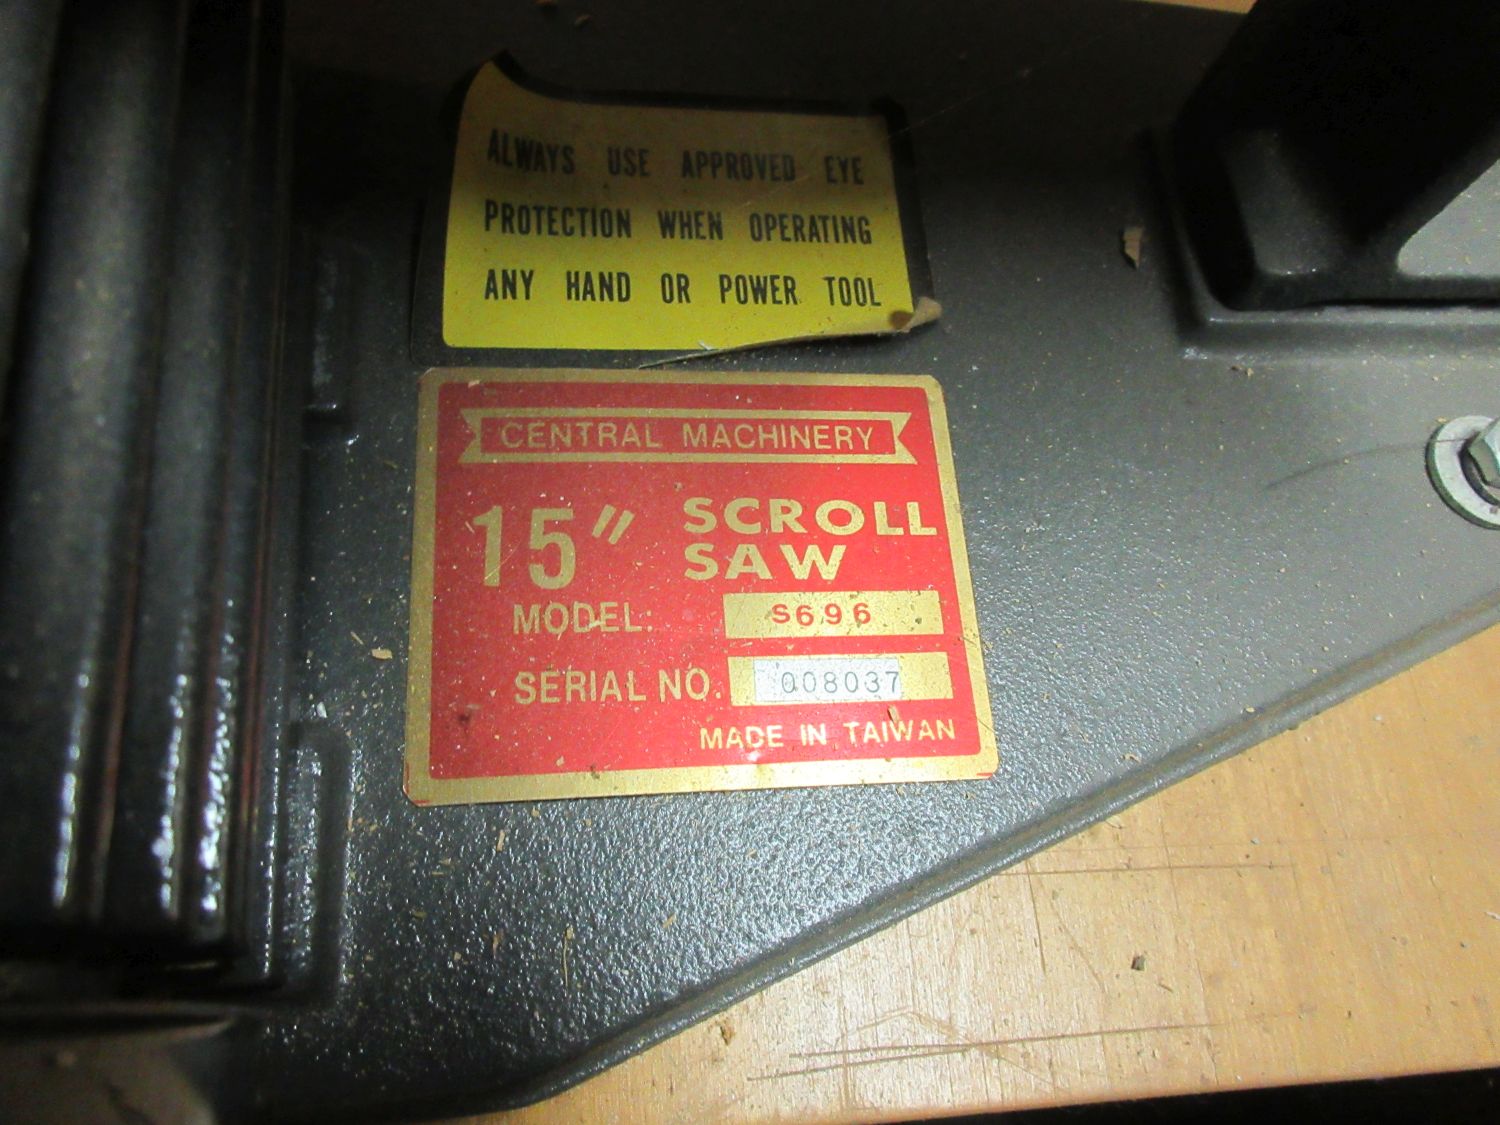 ALWAYS USE APPROVED EYE
PROTECTION WHEN OPERATING
ANY HAND OR POWER TOOL
CENTRAL MACHINERY
15" SCROLL
SAW
MODEL: S696
SERIAL NO. 008037
MADE IN TAIWAN